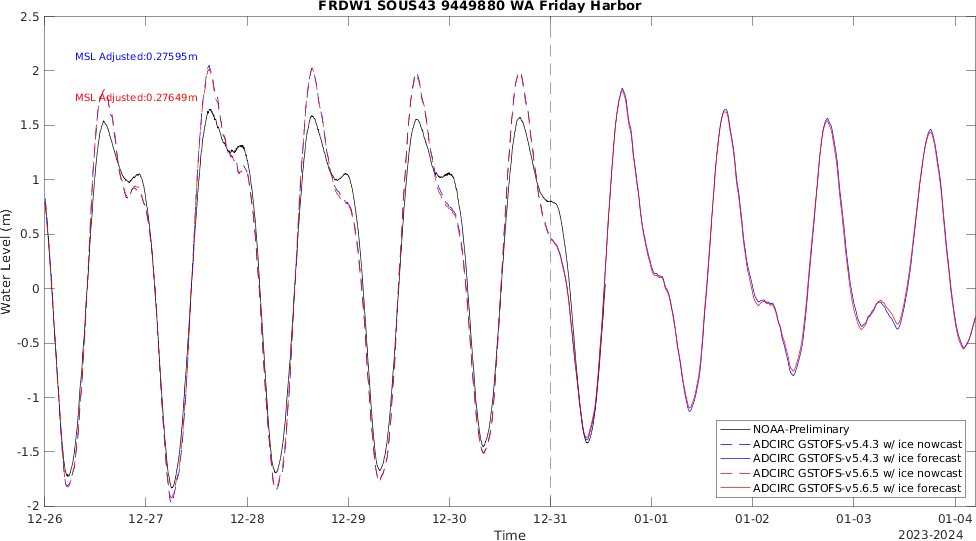 FRDW1 SOUS43 9449880 WA Friday Harbor
2.5
2
1.5
1
0.5
0
-0.5
-1
-1.5
-2
Water Level (m)
MSL Adjusted:0.27595m
MSL Adjusted:0.27649m
NOAA-Preliminary
ADCIRC GSTOFS-v5.4.3 w/ ice nowcast
ADCIRC GSTOFS-v5.4.3 w/ ice forecast
ADCIRC GSTOFS-v5.6.5 w/ ice nowcast
ADCIRC GSTOFS-v5.6.5 w/ ice forecast
12-26 12-27 12-28 12-29 12-30 12-31 01-01 01-02 01-03 01-04
Time
2023-2024